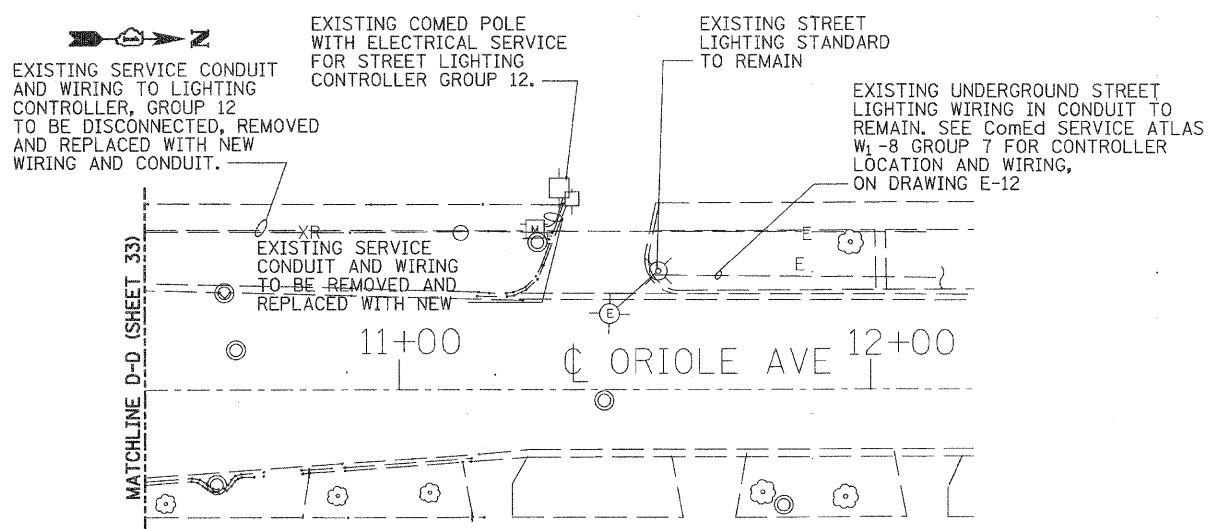 N
EXISTING SERVICE CONDUIT
AND WIRING TO LIGHTING
CONTROLLER, GROUP 12
TO BE DISCONNECTED, REMOVED
AND REPLACED WITH NEW
WIRING AND CONDUIT.
EXISTING COMED POLE
WITH ELECTRICAL SERVICE
FOR STREET LIGHTING
CONTROLLER GROUP 12.
EXISTING STREET
LIGHTING STANDARD
TO REMAIN
EXISTING UNDERGROUND STREET
LIGHTING WIRING IN CONDUIT TO
REMAIN. SEE ComEd SERVICE ATLAS
W1-8 GROUP 7 FOR CONTROLLER
LOCATION AND WIRING,
ON DRAWING E-12
MATCHLINE D-D (SHEET 33)
XR
M
E
E
E
EXISTING SERVICE
CONDUIT AND WIRING
TO BE REMOVED AND
REPLACED WITH NEW
11+00
℄ ORIOLE AVE
12+00